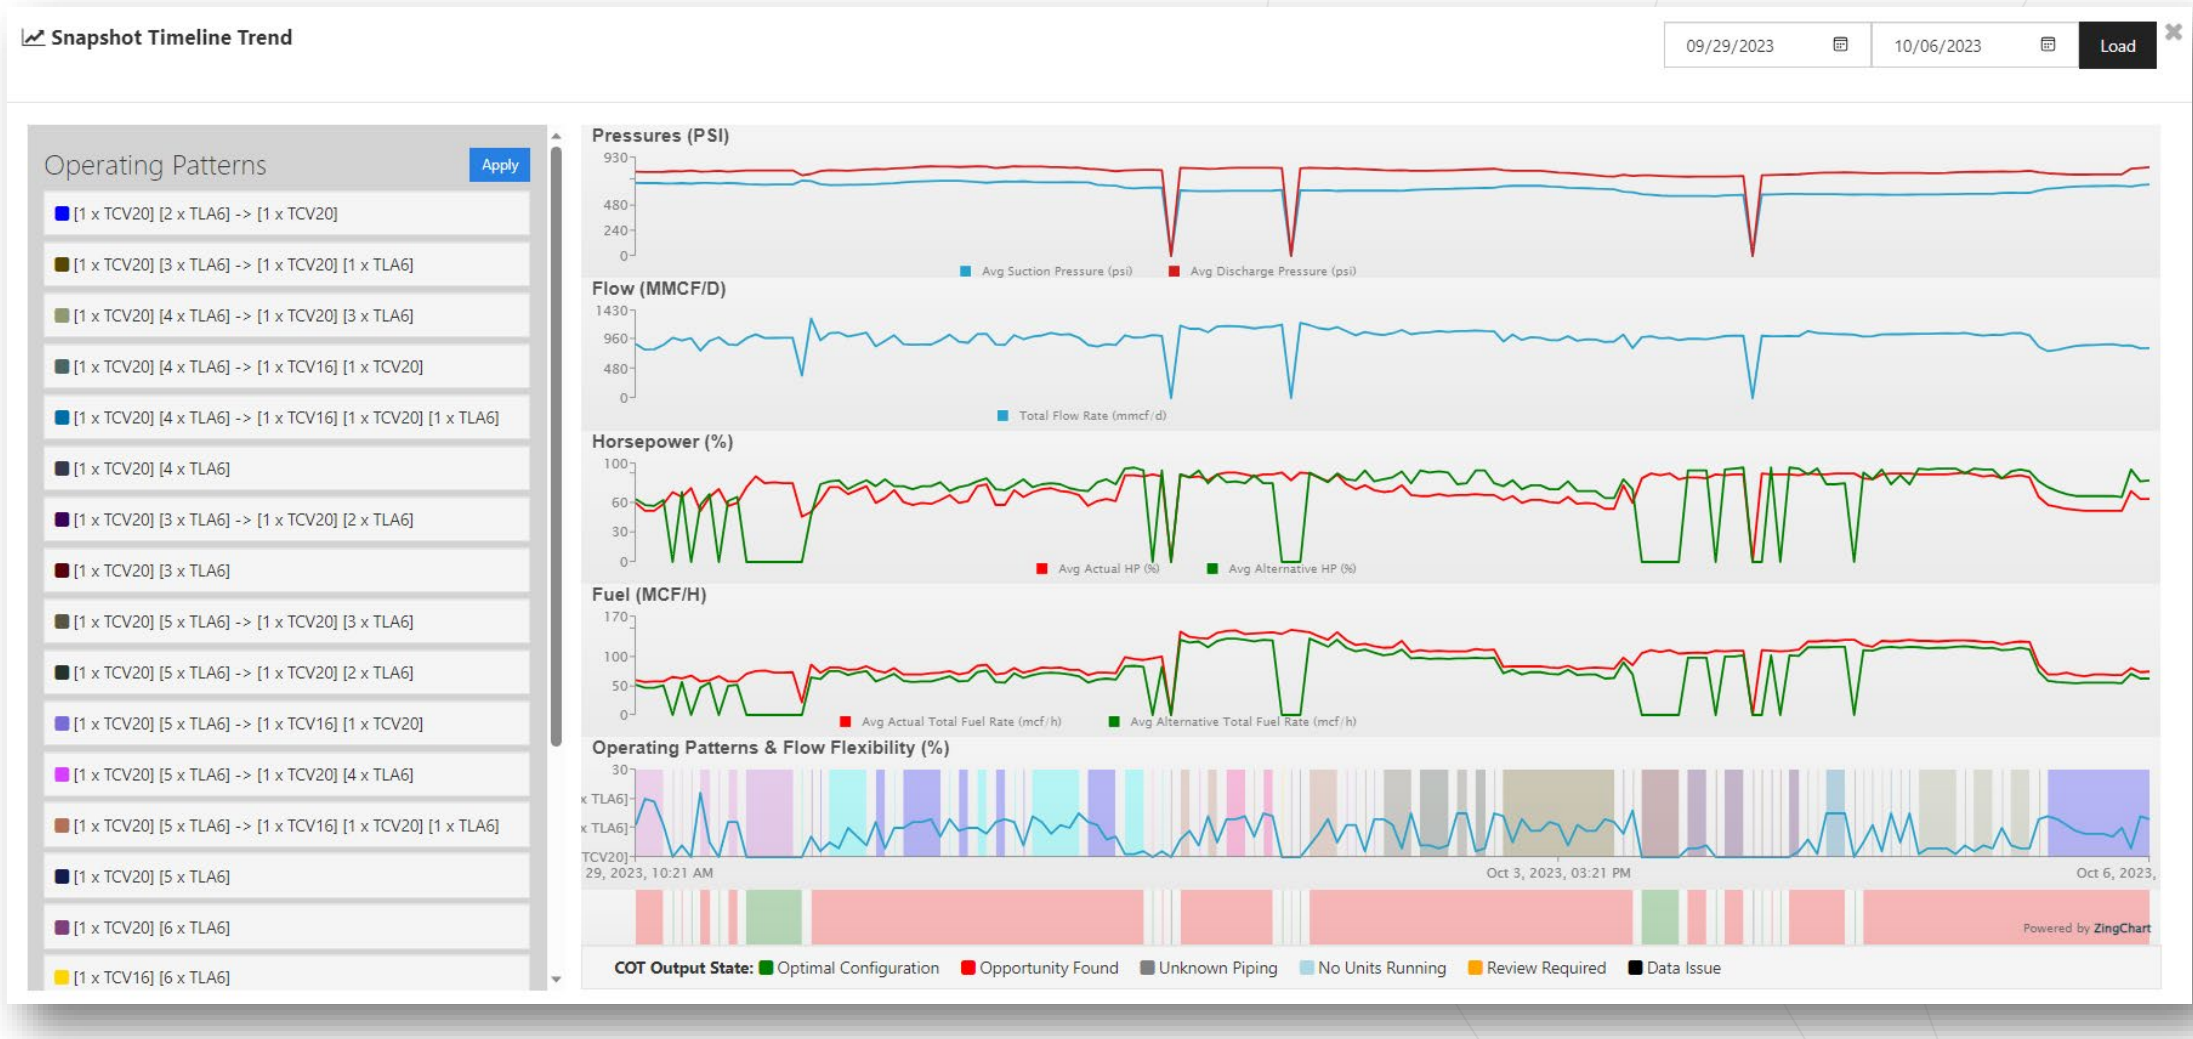 Snapshot Timeline Trend
09/29/2023
10/06/2023
Load
Operating Patterns
Apply
[1 x TCV20] [2 x TLA6] -> [1 x TCV20]
[1 x TCV20] [3 x TLA6] -> [1 x TCV20] [1 x TLA6]
[1 x TCV20] [4 x TLA6] -> [1 x TCV20] [3 x TLA6]
[1 x TCV20] [4 x TLA6] -> [1 x TCV16] [1 x TCV20]
[1 x TCV20] [4 x TLA6] -> [1 x TCV16] [1 x TCV20] [1 x TLA6]
[1 x TCV20] [4 x TLA6]
[1 x TCV20] [3 x TLA6] -> [1 x TCV20] [2 x TLA6]
[1 x TCV20] [3 x TLA6]
[1 x TCV20] [5 x TLA6] -> [1 x TCV20] [3 x TLA6]
[1 x TCV20] [5 x TLA6] -> [1 x TCV20] [2 x TLA6]
[1 x TCV20] [5 x TLA6] -> [1 x TCV16] [1 x TCV20]
[1 x TCV20] [5 x TLA6] -> [1 x TCV20] [4 x TLA6]
[1 x TCV20] [5 x TLA6] -> [1 x TCV16] [1 x TCV20] [1 x TLA6]
[1 x TCV20] [5 x TLA6]
[1 x TCV20] [6 x TLA6]
[1 x TCV16] [6 x TLA6]
Pressures (PSI)
930
480
240
0
Avg Suction Pressure (psi)
Avg Discharge Pressure (psi)
Flow (MMCF/D)
1430
960
480
0
Total Flow Rate (mmcf/d)
Horsepower (%)
100
60
30
0
Avg Actual HP (%)
Avg Alternative HP (%)
Fuel (MCF/H)
170
100
50
0
Avg Actual Total Fuel Rate (mcf/h)
Avg Alternative Total Fuel Rate (mcf/h)
Operating Patterns & Flow Flexibility (%)
30
x TLA6]
x TLA6]
TCV20]
29, 2023, 10:21 AM
Oct 3, 2023, 03:21 PM
Oct 6, 2023,
Powered by ZingChart
COT Output State: Optimal Configuration Opportunity Found Unknown Piping No Units Running Review Required Data Issue